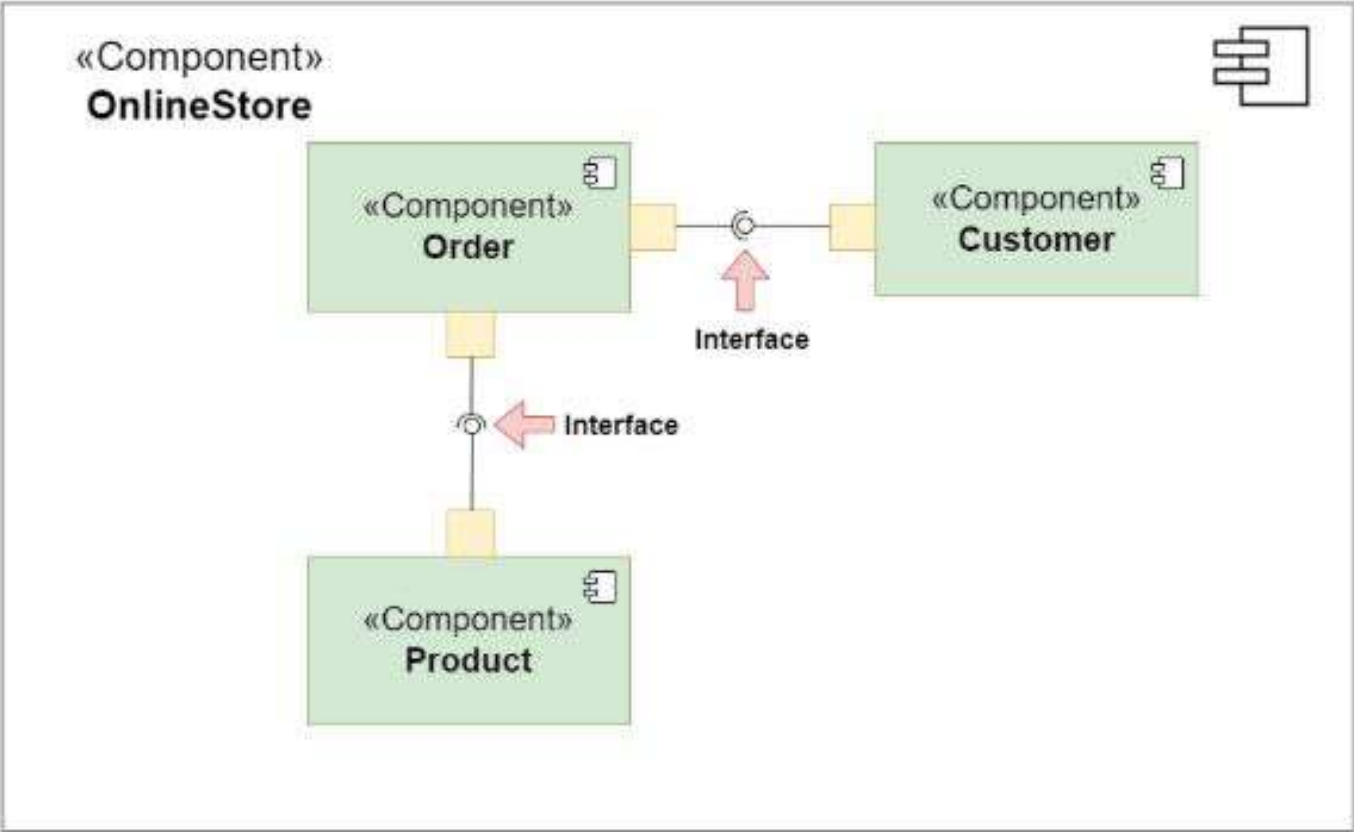 «Component»
OnlineStore
«Component»
Order
«Component»
Customer
Interface
Interface
«Component»
Product